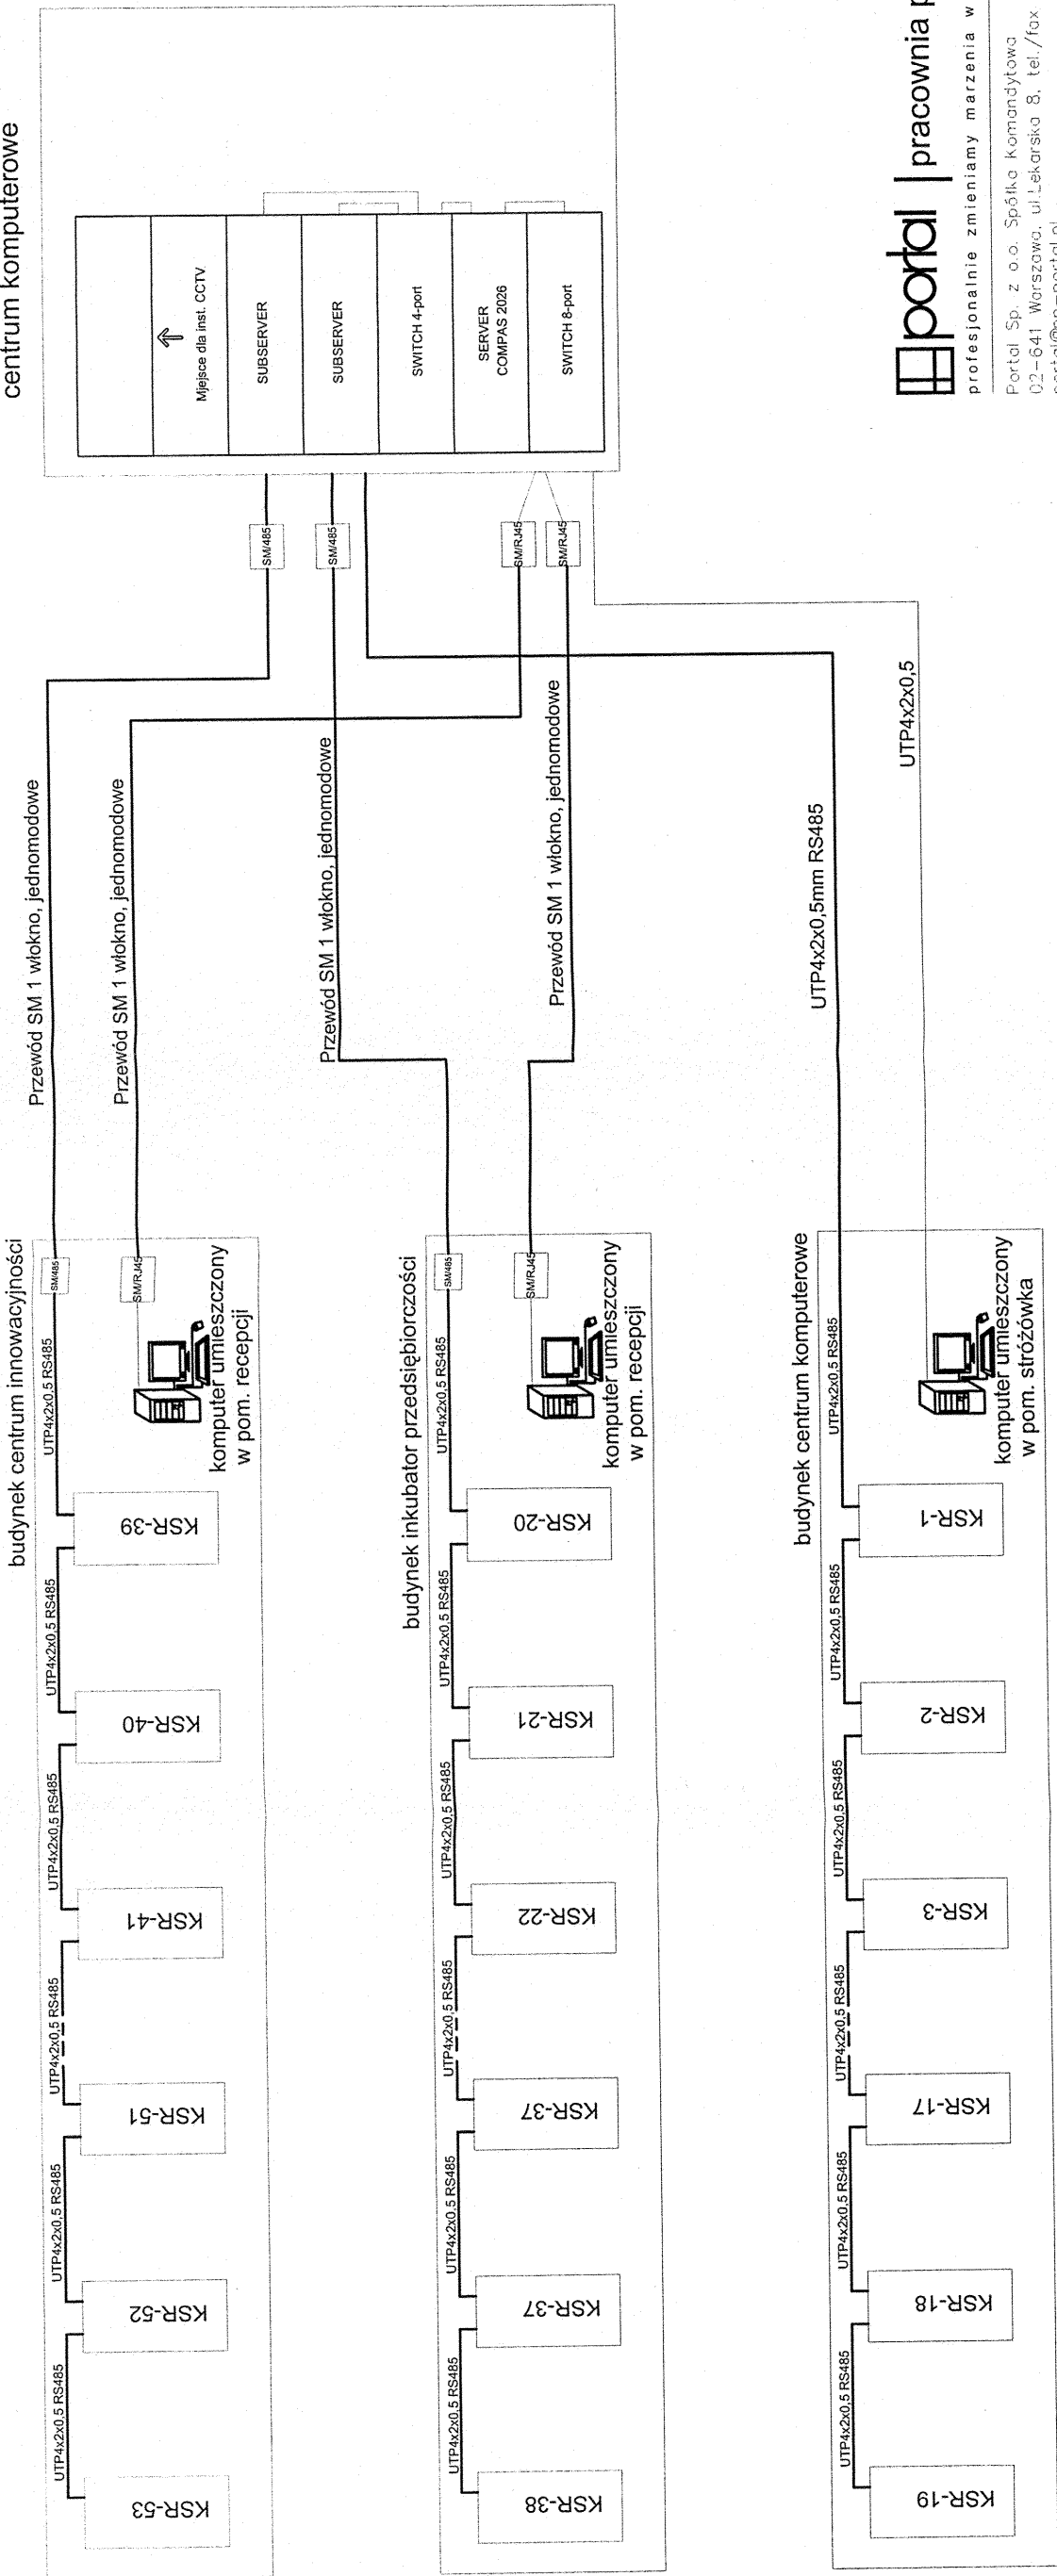 centrum komputerowe
Miejsce dla inst. CCTV.
SUBSERVER
SUBSERVER
SWITCH 4-port
SERVER
COMPAS 2026
SWITCH 8-port
SM/485
SM/485
SM/RJ45
SM/RJ45
Przewód SM 1 włokno, jednomodowe
Przewód SM 1 włokno, jednomodowe
Przewód SM 1 włokno, jednomodowe
Przewód SM 1 włokno, jednomodowe
UTP4x2x0,5mm RS485
UTP4x2x0,5
budynek centrum innowacyjności
SM/485
SM/RJ45
komputer umieszczony
w pom. recepcji
UTP4x2x0,5 RS485
KSR-39
UTP4x2x0,5 RS485
KSR-40
UTP4x2x0,5 RS485
KSR-41
UTP4x2x0,5 RS485
KSR-51
UTP4x2x0,5 RS485
KSR-52
UTP4x2x0,5 RS485
KSR-53
budynek inkubator przedsiębiorczości
SM/485
SM/RJ45
komputer umieszczony
w pom. recepcji
UTP4x2x0,5 RS485
KSR-20
UTP4x2x0,5 RS485
KSR-21
UTP4x2x0,5 RS485
KSR-22
UTP4x2x0,5 RS485
KSR-37
UTP4x2x0,5 RS485
KSR-37
UTP4x2x0,5 RS485
KSR-38
budynek centrum komputerowe
komputer umieszczony
w pom. stróżówka
UTP4x2x0,5 RS485
KSR-1
UTP4x2x0,5 RS485
KSR-2
UTP4x2x0,5 RS485
KSR-3
UTP4x2x0,5 RS485
KSR-17
UTP4x2x0,5 RS485
KSR-18
UTP4x2x0,5 RS485
KSR-19
portal | pracownia p
profesjonalnie zmieniamy marzenia w
Portal Sp. z o.o. Spółka Komandytowa
02-641 Warszawa, ul.Lekarska 8, tel./fax
portal@pp-portal.pl